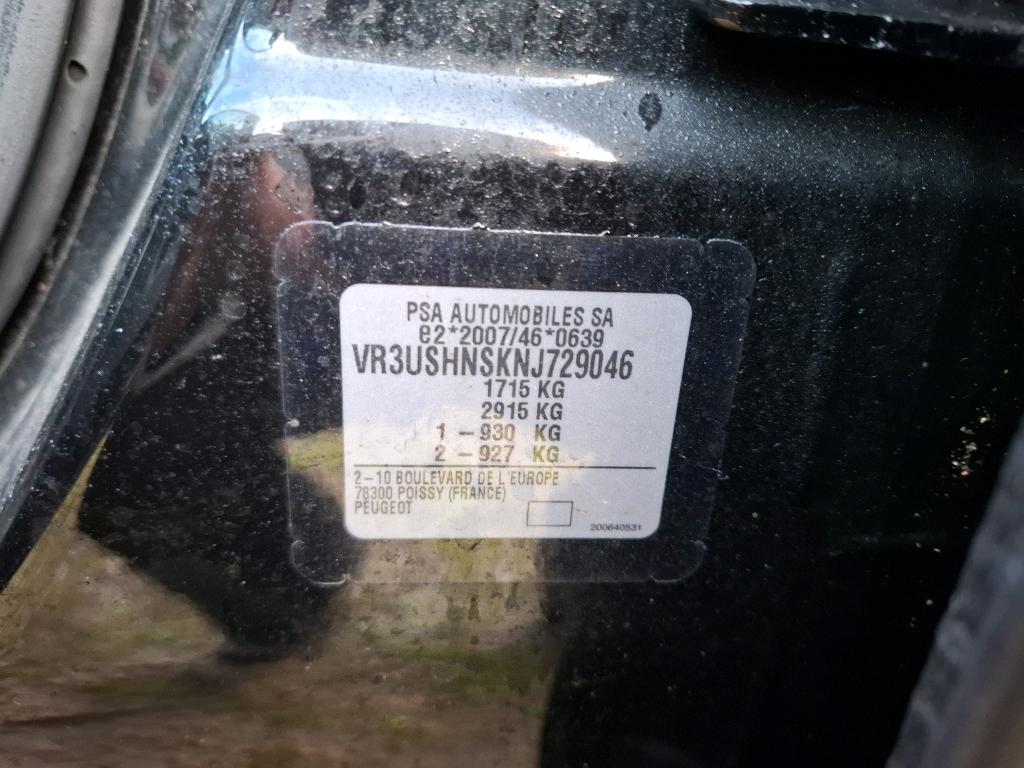 PSA AUTOMOBILES SA
e2*2007/46*0639
VR3USHNSKNJ729046
1715 KG
2915 KG
1 - 930 KG
2 - 927 KG
2-10 BOULEVARD DE L'EUROPE
78300 POISSY (FRANCE)
PEUGEOT
200640531